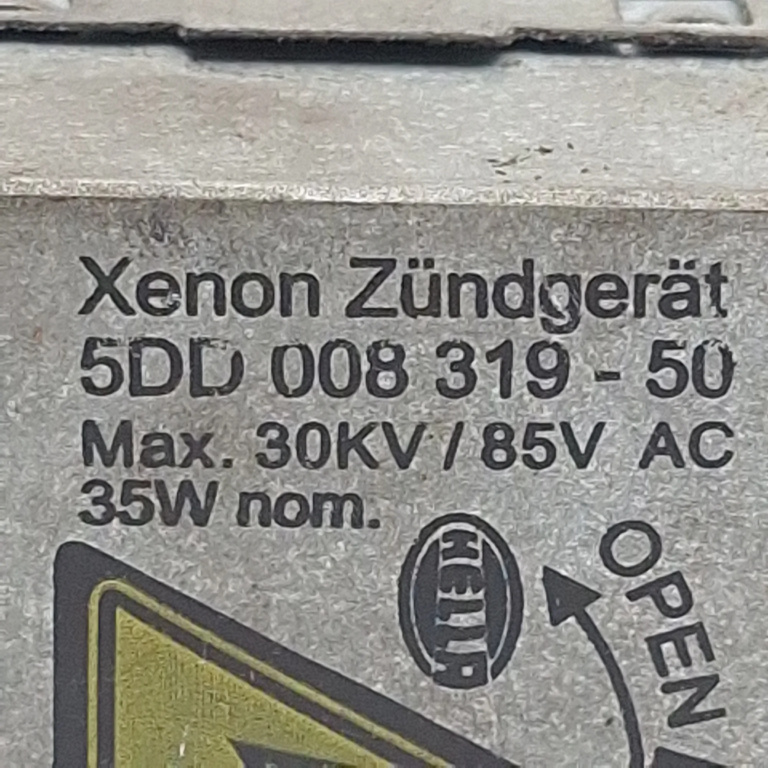 Xenon Zündgerät
5DD 008 319 - 50
Max. 30KV / 85V AC
35W nom.
HELLA
OPEN